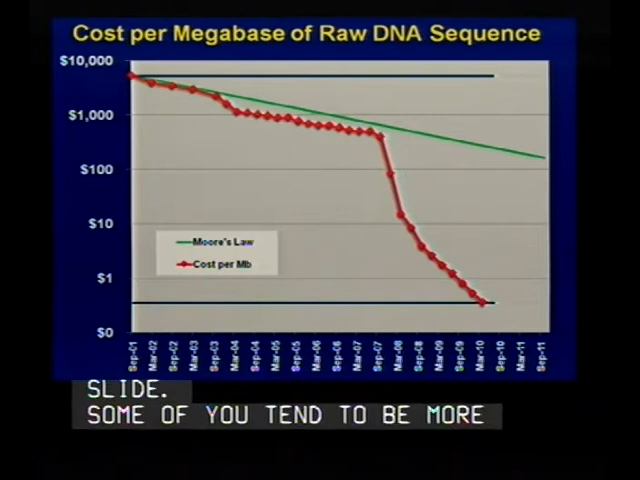 Cost per Megabase of Raw DNA Sequence
$10,000
$1,000
$100
$10
$1
$0
Moore's Law
Cost per Mb
Sep-01
Mar-02
Sep-02
Mar-03
Sep-03
Mar-04
Sep-04
Mar-05
Sep-05
Mar-06
Sep-06
Mar-07
Sep-07
Mar-08
Sep-08
Mar-09
Sep-09
Mar-10
Sep-10
Mar-11
Sep-11
SLIDE.
SOME OF YOU TEND TO BE MORE